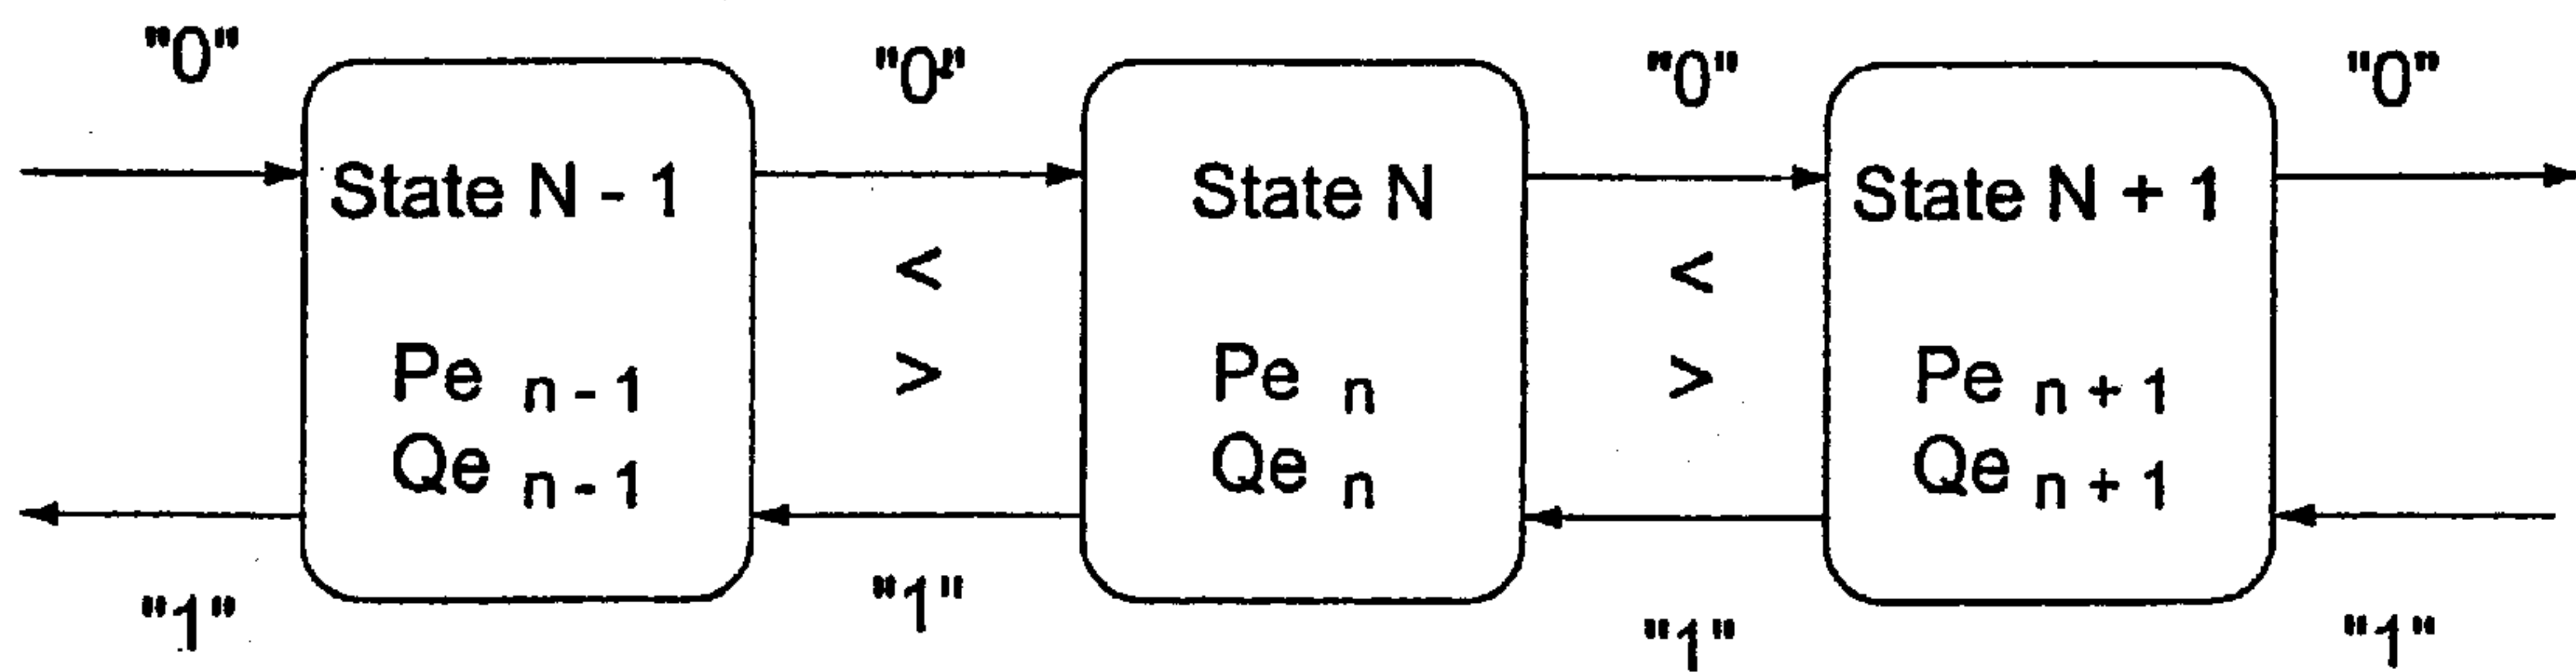 "0" "0" "0" "0"
State N - 1 State N State N + 1
< <
> >
Pe n - 1 Pe n Pe n + 1
Qe n - 1 Qe n Qe n + 1
"1" "1" "1" "1"